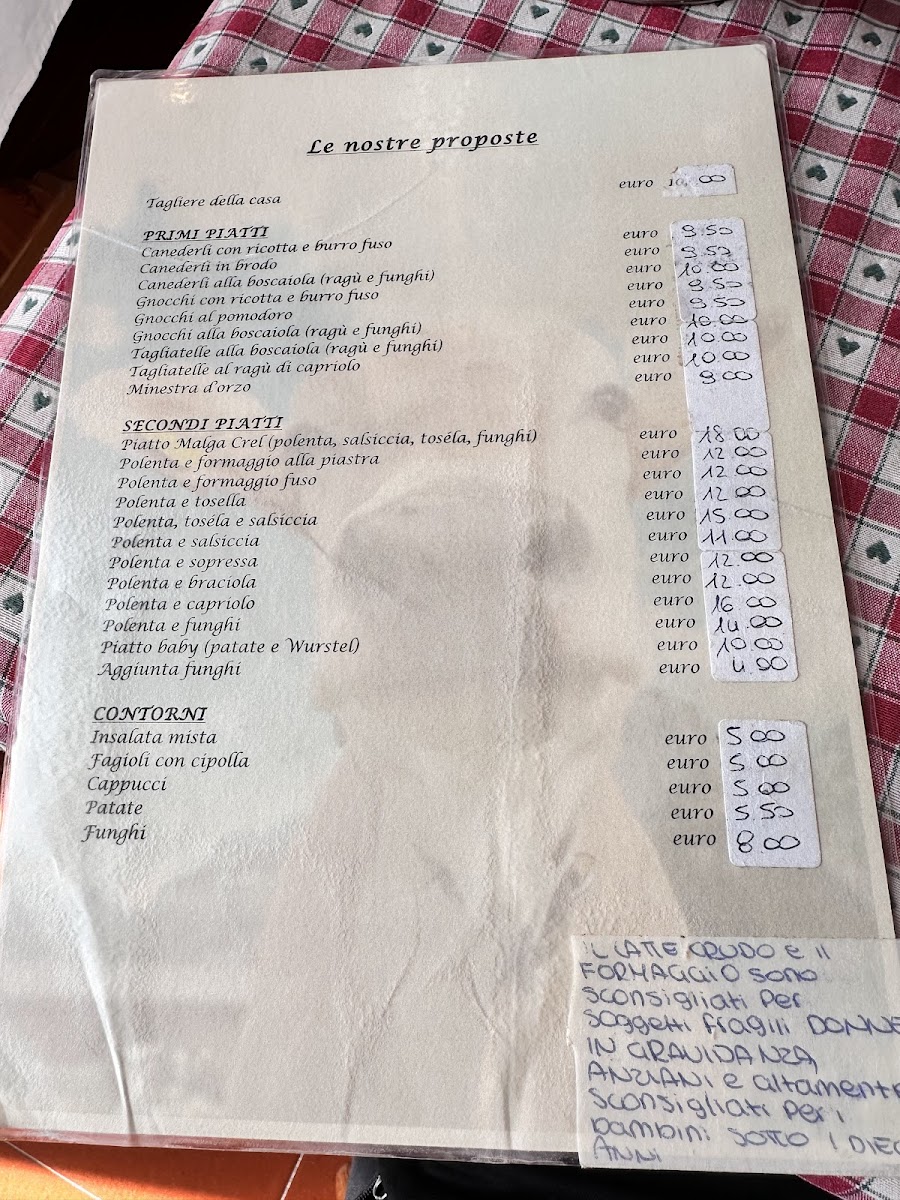 Le nostre proposte
Tagliere della casa euro 10.00
PRIMI PIATTI
Canederli con ricotta e burro fuso euro 9.50
Canederli in brodo euro 9.50
Canederli alla boscaiola (ragù e funghi) euro 10.00
Gnocchi con ricotta e burro fuso euro 9.50
Gnocchi al pomodoro euro 9.50
Gnocchi alla boscaiola (ragù e funghi) euro 10.00
Tagliatelle alla boscaiola (ragù e funghi) euro 10.00
Tagliatelle al ragù di capriolo euro 10.00
Minestra d'orzo euro 9.00
SECONDI PIATTI
Piatto Malga Crel (polenta, salsiccia, toséla, funghi) euro 18.00
Polenta e formaggio alla piastra euro 12.00
Polenta e formaggio fuso euro 12.00
Polenta e tosella euro 12.00
Polenta, tosela e salsiccia euro 15.00
Polenta e salsiccia euro 11.00
Polenta e sopressa euro 12.00
Polenta e braciola euro 12.00
Polenta e capriolo euro 16.00
Polenta e funghi euro 14.00
Piatto baby (patate e Wurstel) euro 10.00
Aggiunta funghi euro 4.00
CONTORNI
Insalata mista euro 5 00
Fagioli con cipolla euro 5 00
Cappucci euro 5.00
Patate euro 5.50
Funghi euro 8 00
IL LATTE CRUDO E Il
FORMAGGIO sono
sconsigliati Per
soggetti fragili DONNE
IN GRAVIDANZA,
ANZIANI e altamente
sconsigliati Per i
bambini SOTTO I DIECI
ANNI